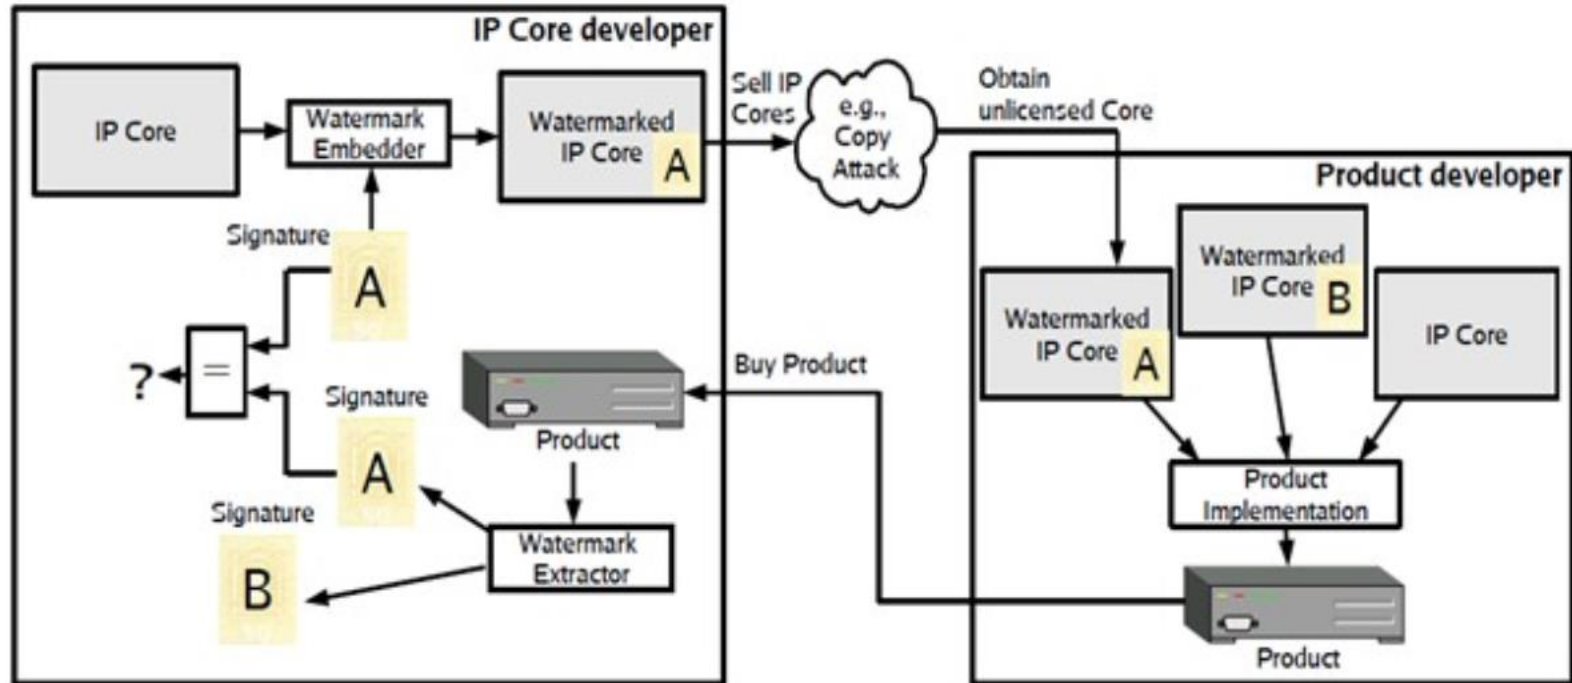 IP Core developer
IP Core
Watermark
Embedder
Watermarked
IP Core
A
Sell IP
Cores
e.g.,
Copy
Attack
Obtain
unlicensed Core
Product developer
Signature
A
Watermarked
IP Core
B
Watermarked
IP Core
A
IP Core
=
?
Buy Product
Signature
A
Product
Product
Implementation
Signature
B
Watermark
Extractor
Product